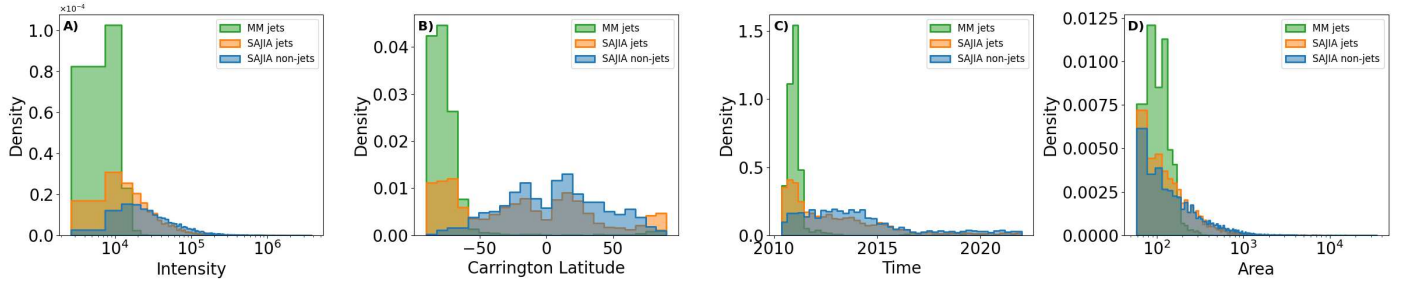 ×10⁻⁴
A)
MM jets
SAJIA jets
SAJIA non-jets
1.0
0.8
0.6
0.4
0.2
0.0
Density
10⁴
10⁵
10⁶
Intensity
B)
MM jets
SAJIA jets
SAJIA non-jets
0.04
0.03
0.02
0.01
0.00
Density
−50
0
50
Carrington Latitude
C)
MM jets
SAJIA jets
SAJIA non-jets
1.5
1.0
0.5
0.0
Density
2010
2015
2020
Time
D)
MM jets
SAJIA jets
SAJIA non-jets
0.0125
0.0100
0.0075
0.0050
0.0025
0.0000
Density
10²
10³
10⁴
Area